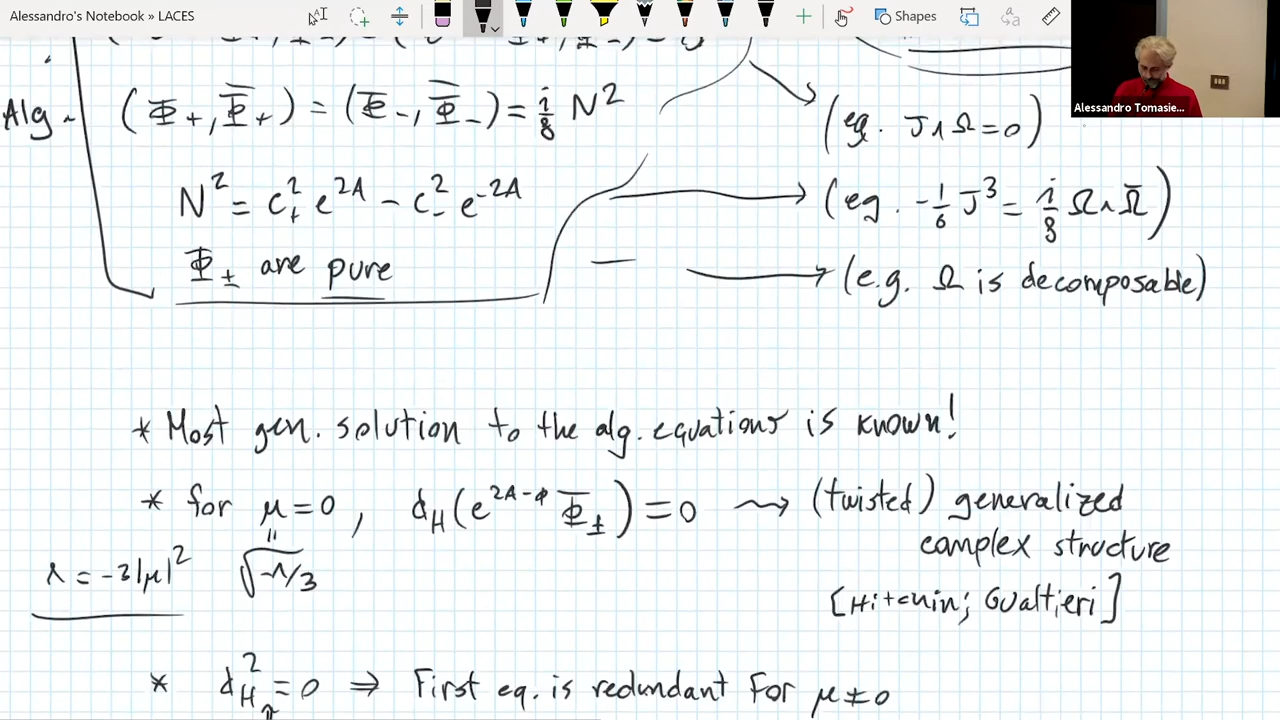 Alessandro's Notebook » LACES
Shapes
Alessandro Tomasie...
Alg.
(Φ₊, Φ̄₊) = (Φ₋, Φ̄₋) = i/8 N²
(eg. J∧Ω=0)
N² = c₊² e^{2A} - c₋² e^{-2A}
(eg. -1/6 J³ = i/8 Ω∧Ω̄)
Φ± are pure
(e.g. Ω is decomposable)
* Most gen. solution to the alg. equations is known!
* for μ=0, d_H(e^{2A-ϕ} Φ±) = 0 ⇝ (twisted) generalized
complex structure
Λ = -3|μ|² √(-Λ/3)
[Hitchin; Gualtieri]
* d_H² = 0 ⇒ First eq. is redundant for μ≠0